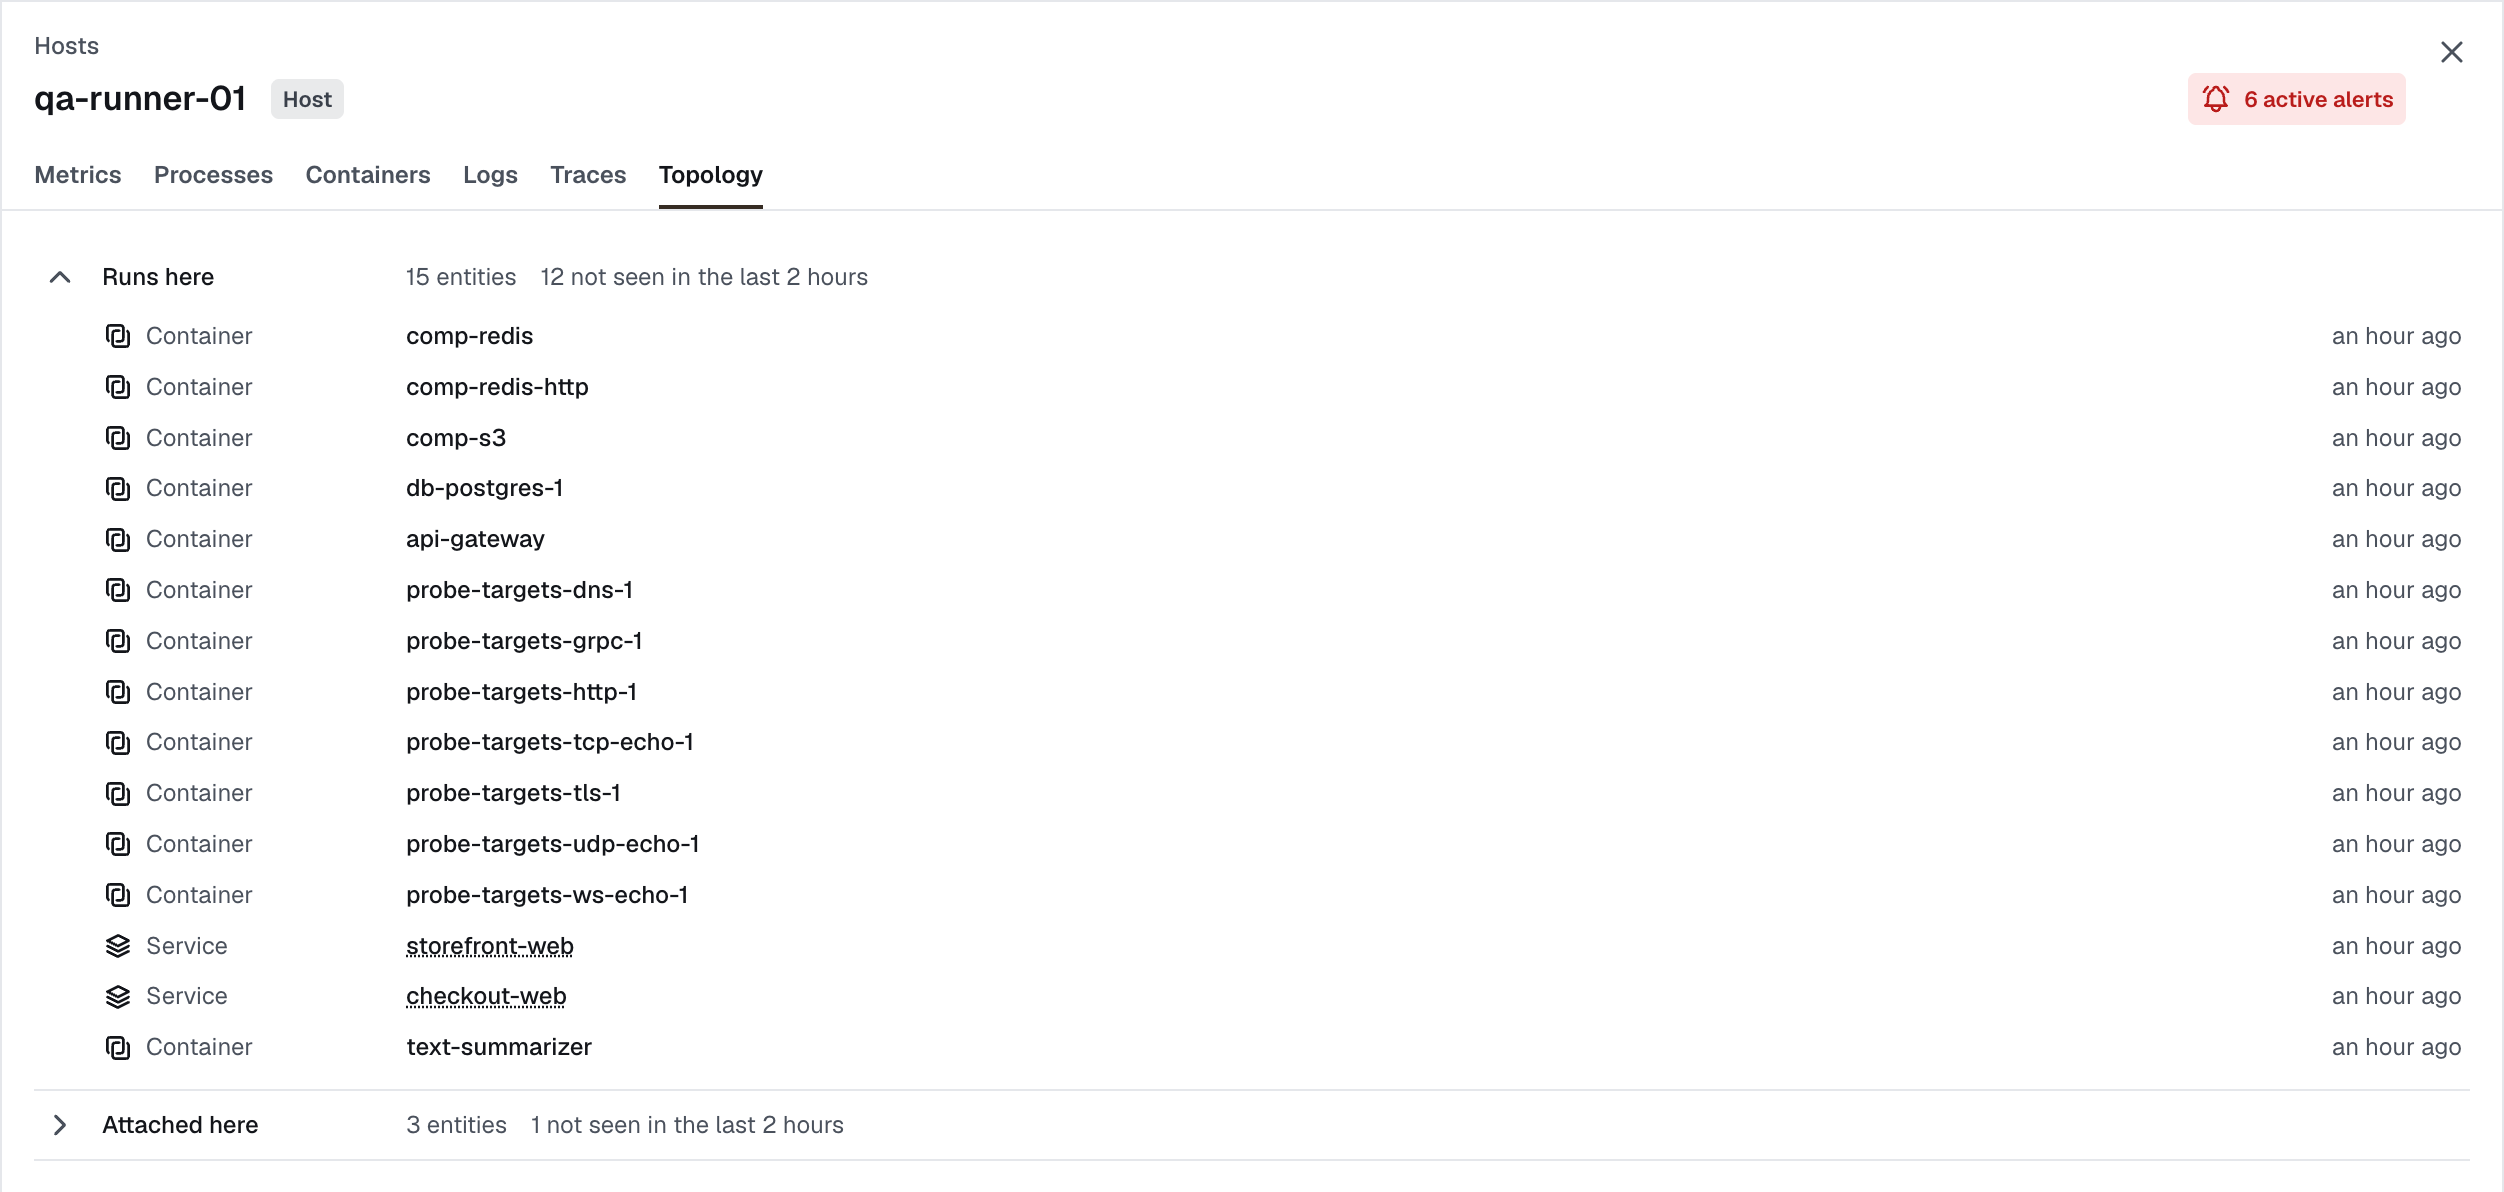 Hosts
qa-runner-01 Host
6 active alerts
Metrics Processes Containers Logs Traces Topology
Runs here 15 entities 12 not seen in the last 2 hours
Container comp-redis an hour ago
Container comp-redis-http an hour ago
Container comp-s3 an hour ago
Container db-postgres-1 an hour ago
Container api-gateway an hour ago
Container probe-targets-dns-1 an hour ago
Container probe-targets-grpc-1 an hour ago
Container probe-targets-http-1 an hour ago
Container probe-targets-tcp-echo-1 an hour ago
Container probe-targets-tls-1 an hour ago
Container probe-targets-udp-echo-1 an hour ago
Container probe-targets-ws-echo-1 an hour ago
Service storefront-web an hour ago
Service checkout-web an hour ago
Container text-summarizer an hour ago
Attached here 3 entities 1 not seen in the last 2 hours